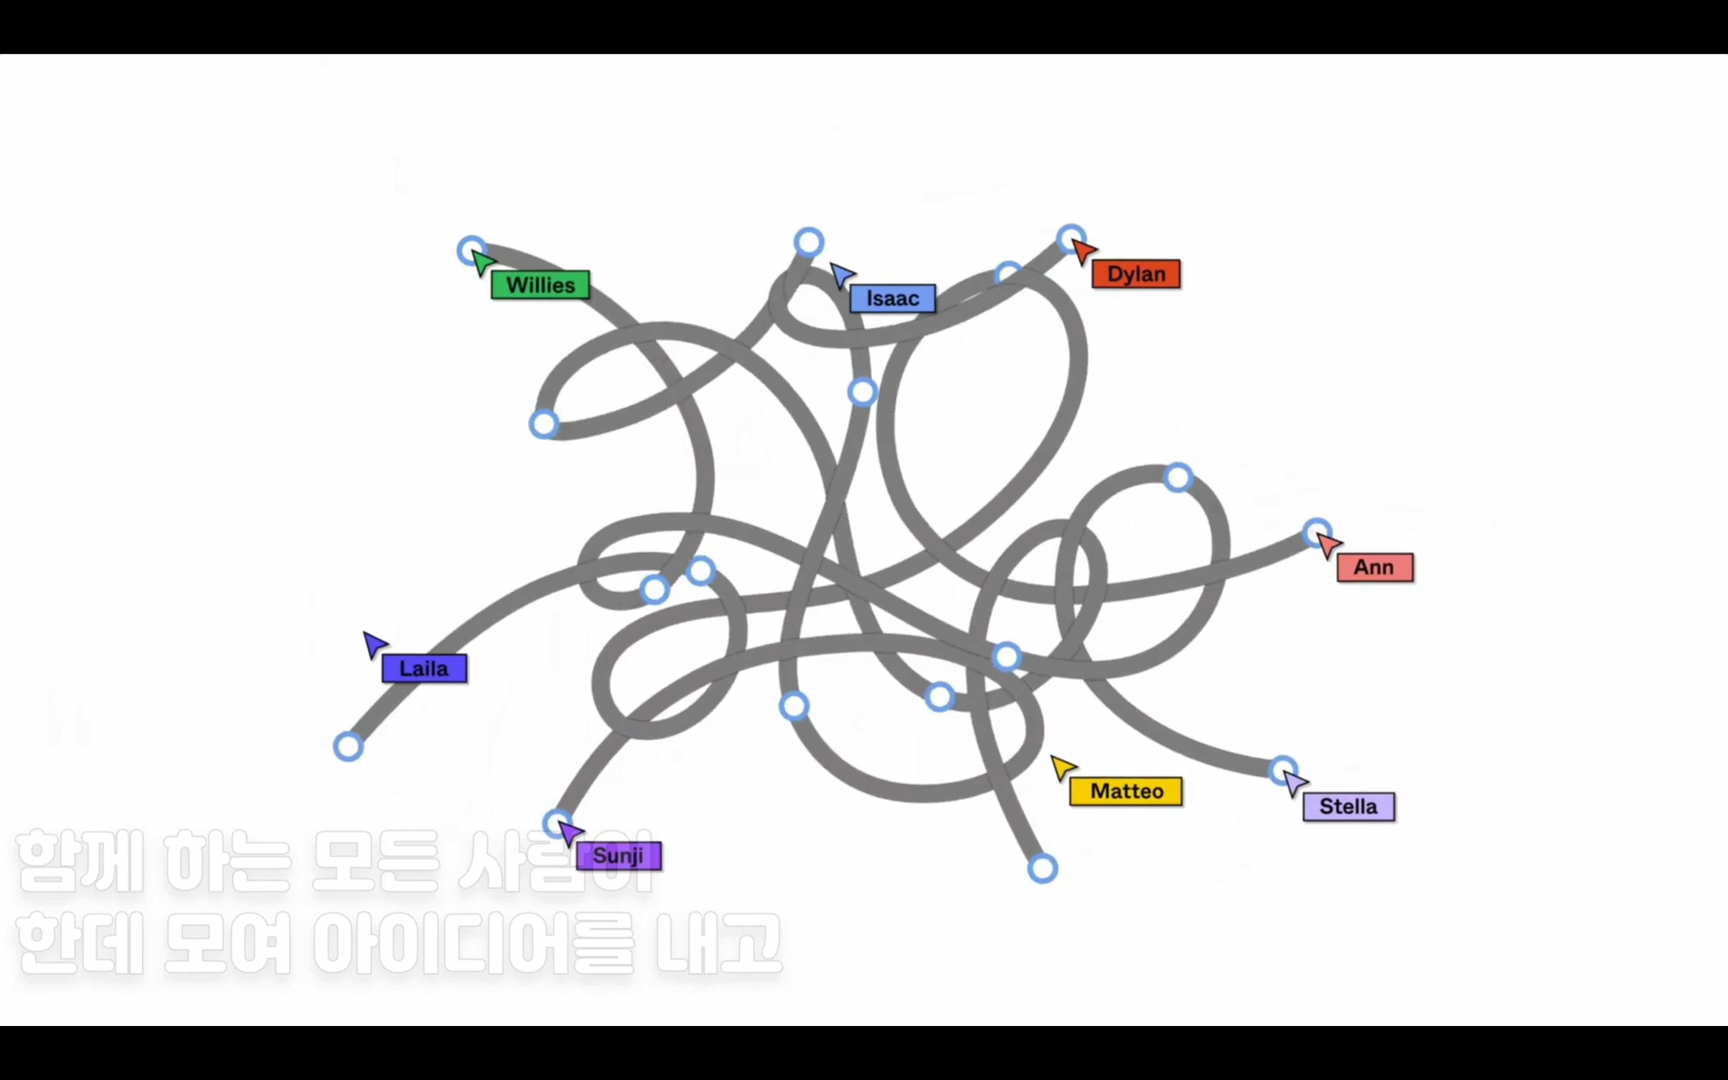 Willies
Isaac
Dylan
Ann
Laila
Matteo
Stella
Sunji
함께 하는 모든 사람이
한데 모여 아이디어를 내고